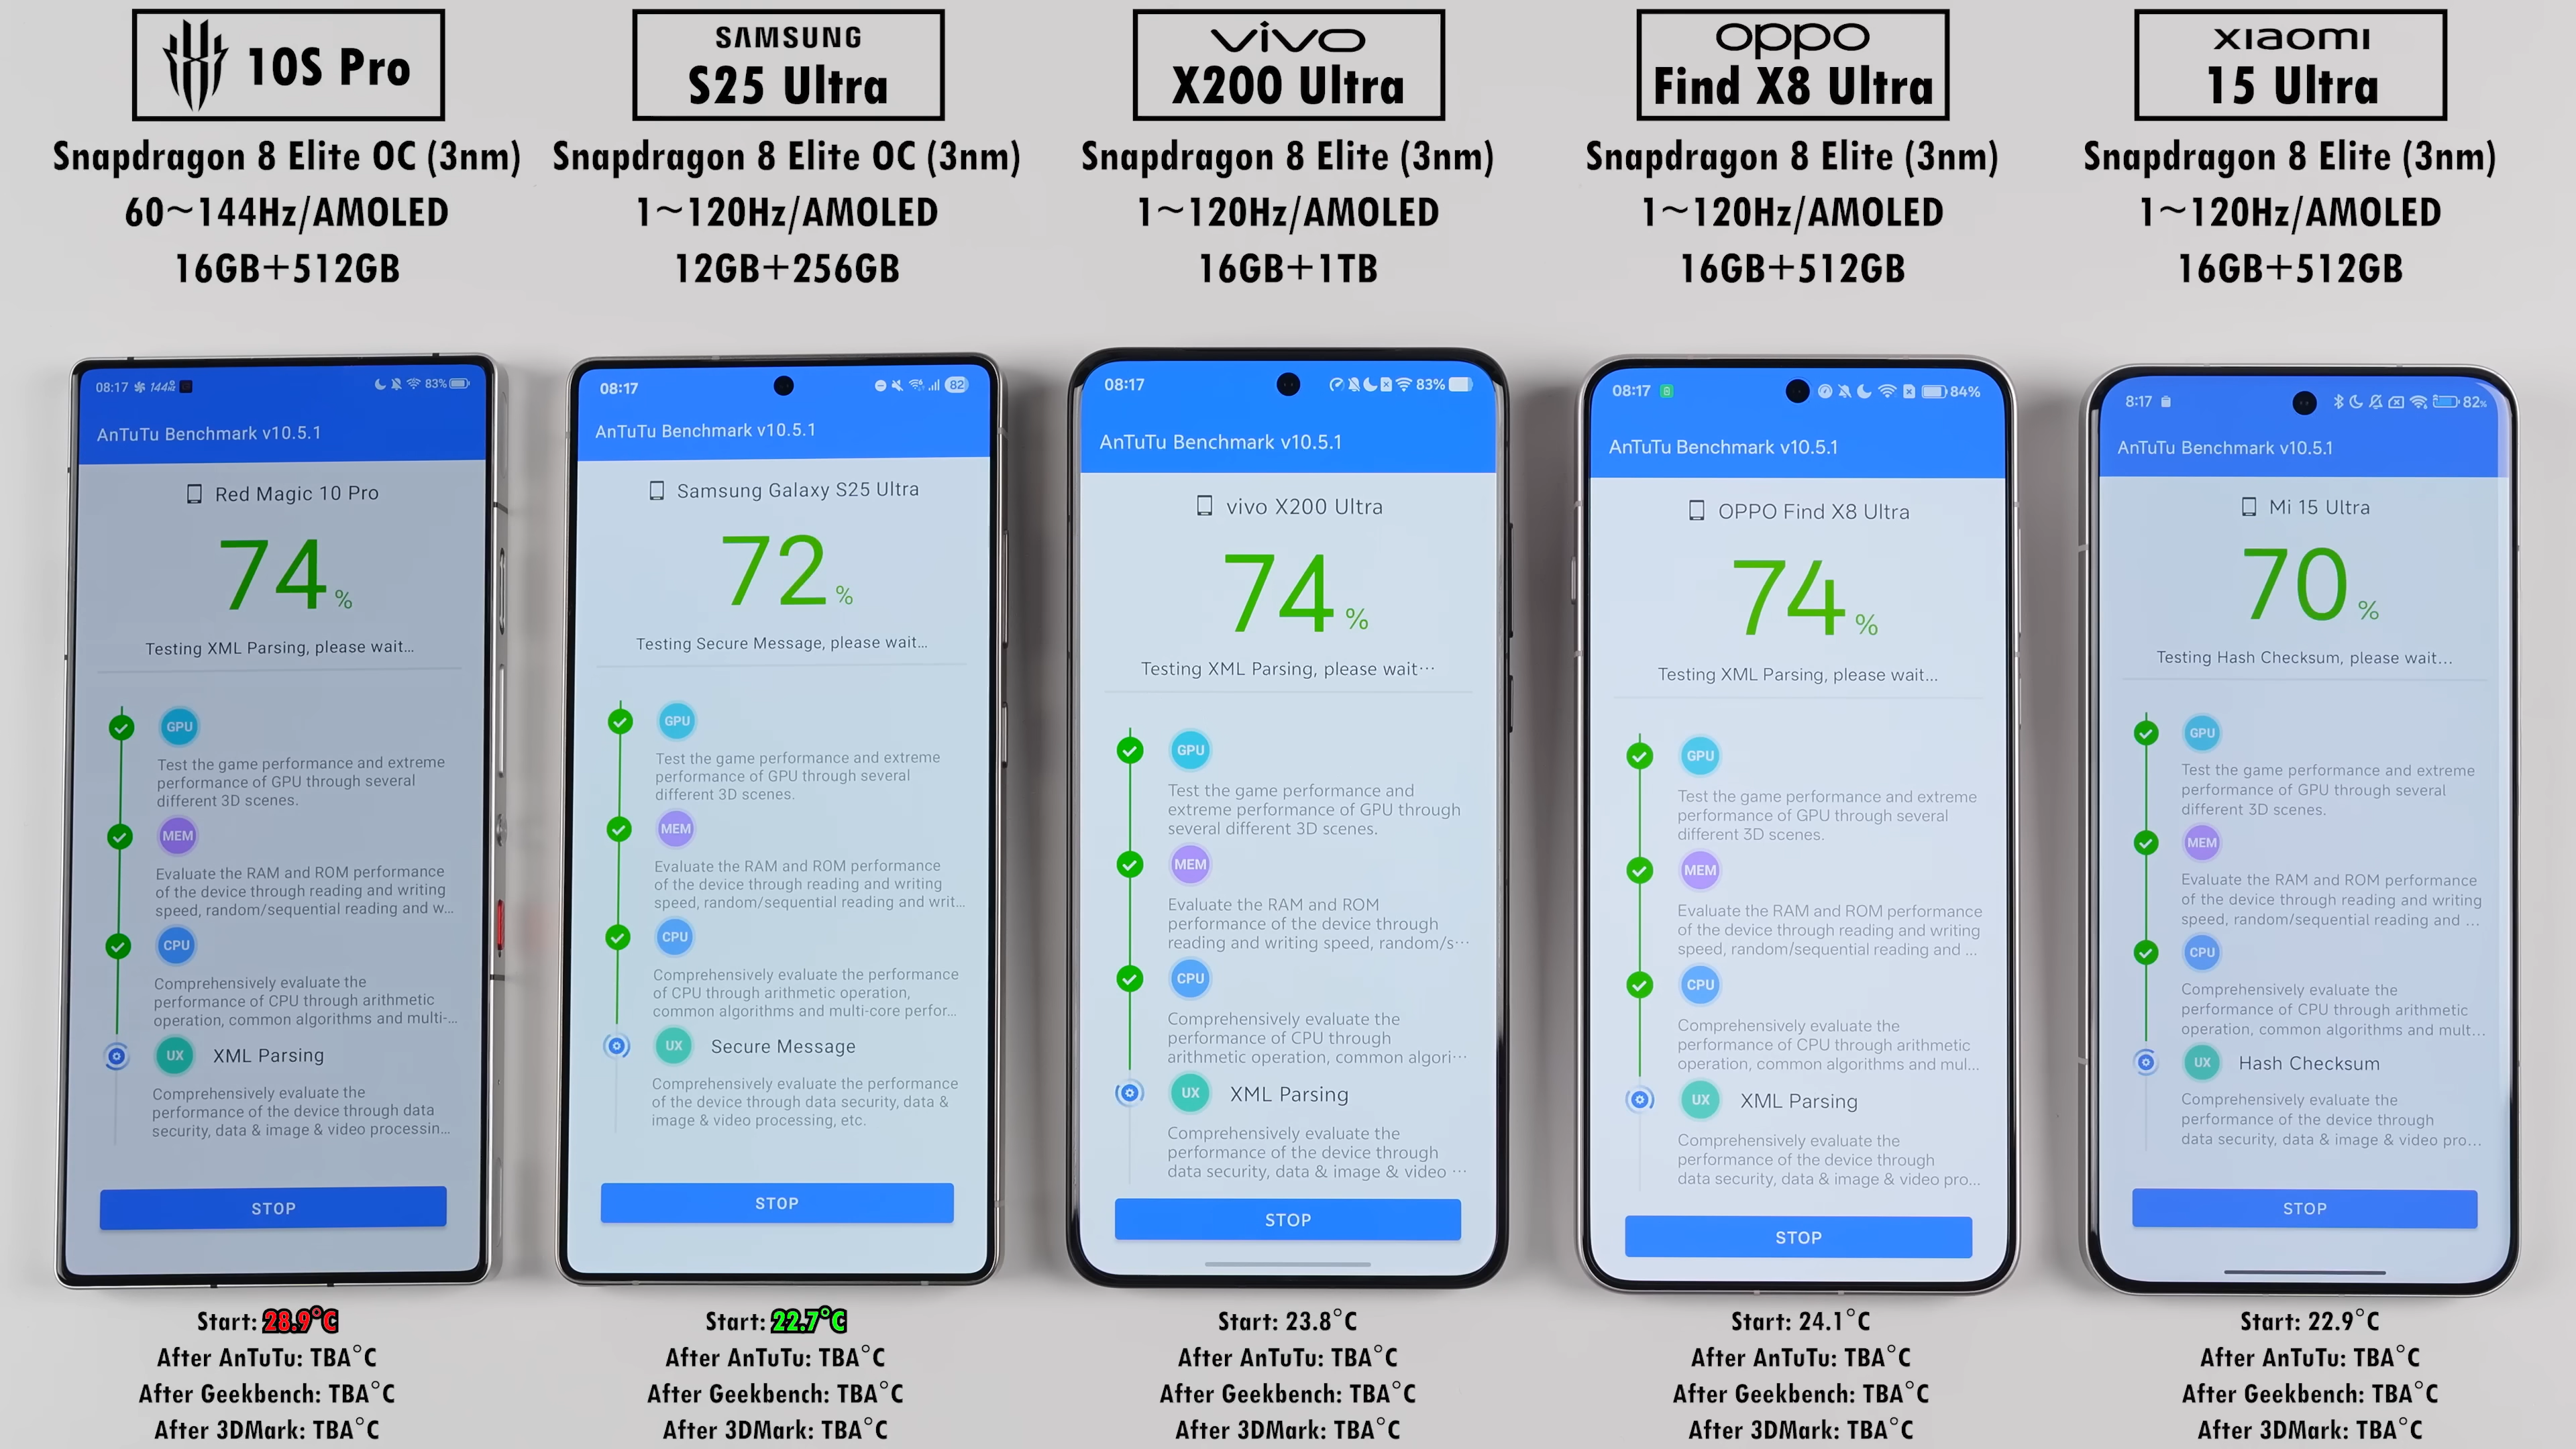 10S Pro
Snapdragon 8 Elite OC (3nm)
60~144Hz/AMOLED
16GB+512GB
SAMSUNG
S25 Ultra
Snapdragon 8 Elite OC (3nm)
1~120Hz/AMOLED
12GB+256GB
vivo
X200 Ultra
Snapdragon 8 Elite (3nm)
1~120Hz/AMOLED
16GB+1TB
oppo
Find X8 Ultra
Snapdragon 8 Elite (3nm)
1~120Hz/AMOLED
16GB+512GB
xiaomi
15 Ultra
Snapdragon 8 Elite (3nm)
1~120Hz/AMOLED
16GB+512GB
08:17 144Hz 83%
AnTuTu Benchmark v10.5.1
Red Magic 10 Pro
74%
Testing XML Parsing, please wait...
GPU
Test the game performance and extreme
performance of GPU through several
different 3D scenes.
MEM
Evaluate the RAM and ROM performance
of the device through reading and writing
speed, random/sequential reading and w...
CPU
Comprehensively evaluate the
performance of CPU through arithmetic
operation, common algorithms and multi-...
UX XML Parsing
Comprehensively evaluate the
performance of the device through data
security, data & image & video processin...
STOP
08:17 82
AnTuTu Benchmark v10.5.1
Samsung Galaxy S25 Ultra
72%
Testing Secure Message, please wait...
GPU
Test the game performance and extreme
performance of GPU through several
different 3D scenes.
MEM
Evaluate the RAM and ROM performance
of the device through reading and writing
speed, random/sequential reading and writ...
CPU
Comprehensively evaluate the performance
of CPU through arithmetic operation,
common algorithms and multi-core perfor...
UX Secure Message
Comprehensively evaluate the performance
of the device through data security, data &
image & video processing, etc.
STOP
08:17 83%
AnTuTu Benchmark v10.5.1
vivo X200 Ultra
74%
Testing XML Parsing, please wait···
GPU
Test the game performance and
extreme performance of GPU through
several different 3D scenes.
MEM
Evaluate the RAM and ROM
performance of the device through
reading and writing speed, random/s···
CPU
Comprehensively evaluate the
performance of CPU through
arithmetic operation, common algori···
UX XML Parsing
Comprehensively evaluate the
performance of the device through
data security, data & image & video ···
STOP
08:17 84%
AnTuTu Benchmark v10.5.1
OPPO Find X8 Ultra
74%
Testing XML Parsing, please wait...
GPU
Test the game performance and extreme
performance of GPU through several
different 3D scenes.
MEM
Evaluate the RAM and ROM performance
of the device through reading and writing
speed, random/sequential reading and ...
CPU
Comprehensively evaluate the
performance of CPU through arithmetic
operation, common algorithms and mul...
UX XML Parsing
Comprehensively evaluate the
performance of the device through
data security, data & image & video pro...
STOP
8:17 82%
AnTuTu Benchmark v10.5.1
Mi 15 Ultra
70%
Testing Hash Checksum, please wait...
GPU
Test the game performance and extreme
performance of GPU through several
different 3D scenes.
MEM
Evaluate the RAM and ROM performance
of the device through reading and writing
speed, random/sequential reading and ...
CPU
Comprehensively evaluate the
performance of CPU through arithmetic
operation, common algorithms and mult...
UX Hash Checksum
Comprehensively evaluate the
performance of the device through
data security, data & image & video pro...
STOP
Start: 28.9°C
After AnTuTu: TBA°C
After Geekbench: TBA°C
After 3DMark: TBA°C
Start: 22.7°C
After AnTuTu: TBA°C
After Geekbench: TBA°C
After 3DMark: TBA°C
Start: 23.8°C
After AnTuTu: TBA°C
After Geekbench: TBA°C
After 3DMark: TBA°C
Start: 24.1°C
After AnTuTu: TBA°C
After Geekbench: TBA°C
After 3DMark: TBA°C
Start: 22.9°C
After AnTuTu: TBA°C
After Geekbench: TBA°C
After 3DMark: TBA°C